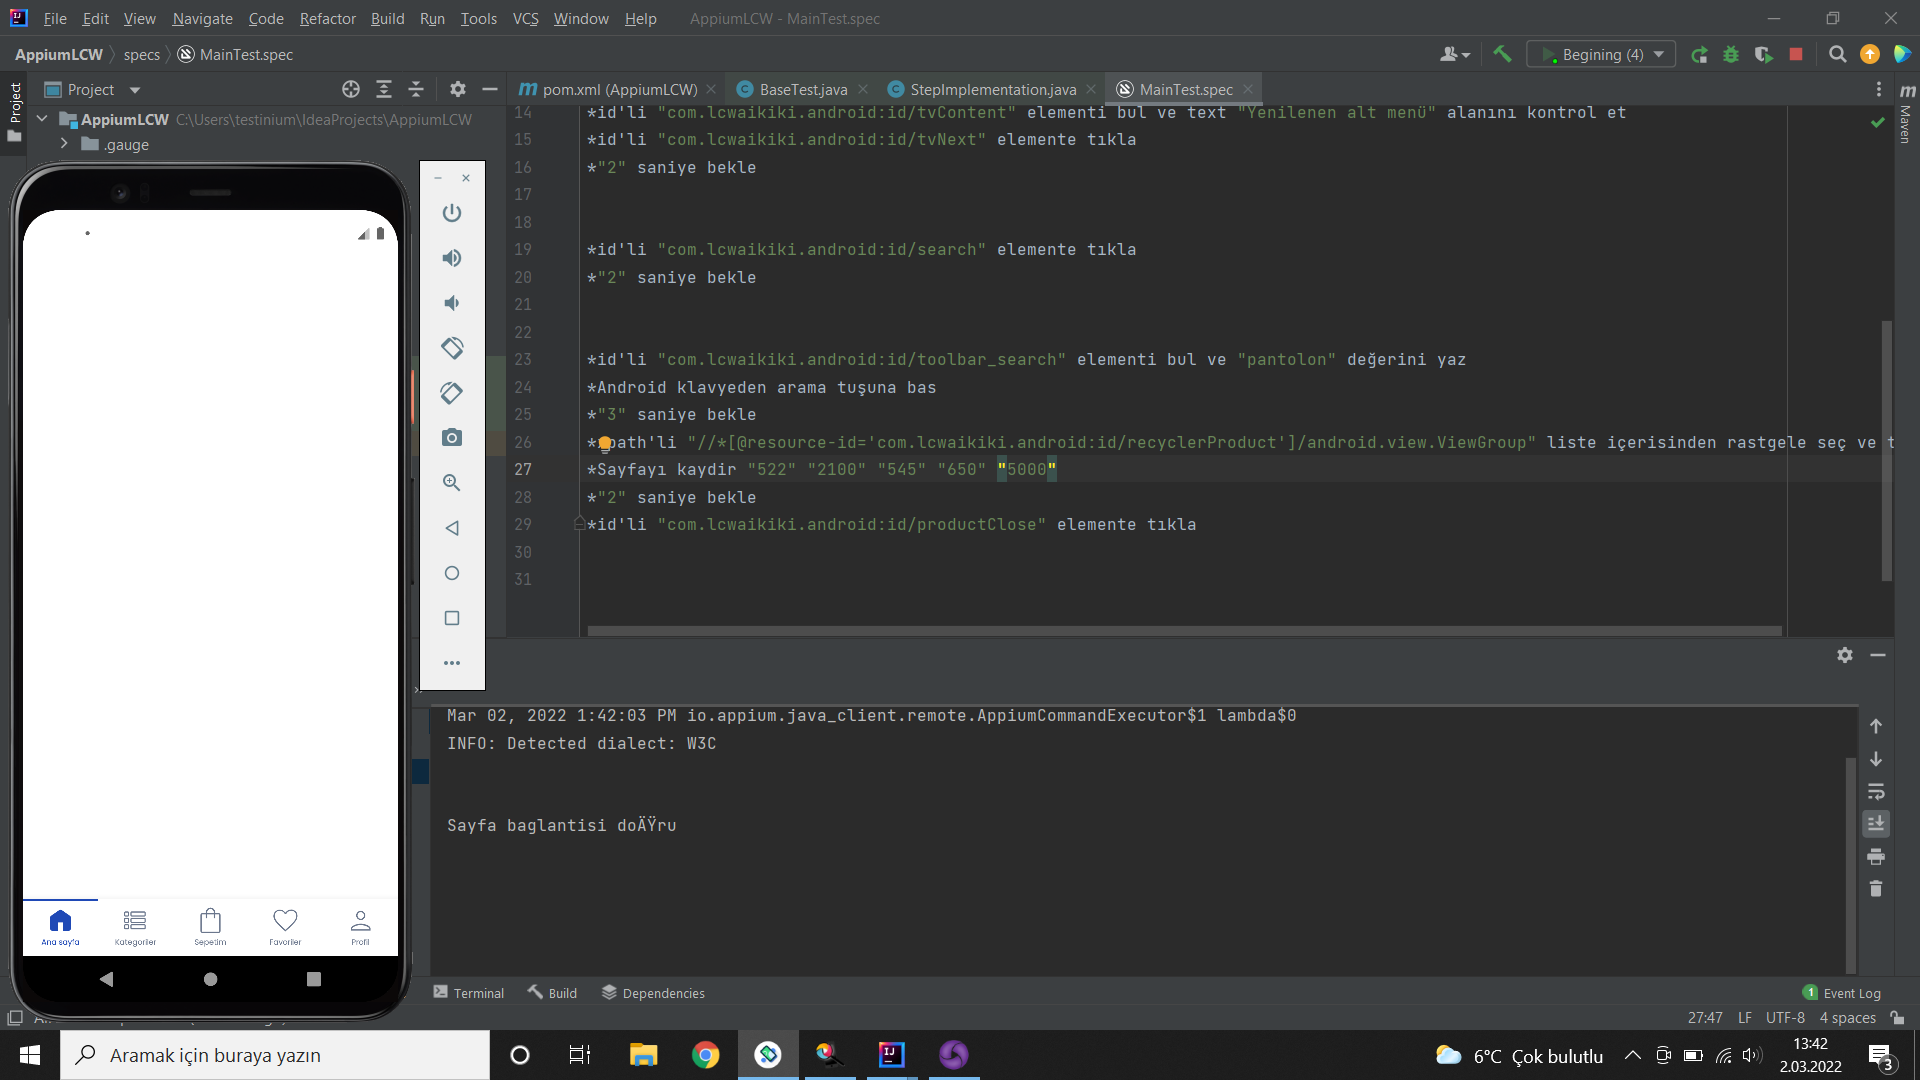 File Edit View Navigate Code Refactor Build Run Tools VCS Window Help AppiumLCW - MainTest.spec
AppiumLCW specs MainTest.spec
Begining (4)
Project
Project
pom.xml (AppiumLCW) BaseTest.java StepImplementation.java MainTest.spec
Maven
AppiumLCW C:\Users\testinium\IdeaProjects\AppiumLCW
.gauge
14 *id'li "com.lcwaikiki.android:id/tvContent" elementi bul ve text "Yenilenen alt menü" alanını kontrol et
15 *id'li "com.lcwaikiki.android:id/tvNext" elemente tıkla
16 *"2" saniye bekle
17
18
19 *id'li "com.lcwaikiki.android:id/search" elemente tıkla
20 *"2" saniye bekle
21
22
23 *id'li "com.lcwaikiki.android:id/toolbar_search" elementi bul ve "pantolon" değerini yaz
24 *Android klavyeden arama tuşuna bas
25 *"3" saniye bekle
26 "//*[@resource-id='com.lcwaikiki.android:id/recyclerProduct']/android.view.ViewGroup" liste içerisinden rastgele seç ve t
27 *Sayfayı kaydir "522" "2100" "545" "650" "5000"
28 *"2" saniye bekle
29 *id'li "com.lcwaikiki.android:id/productClose" elemente tıkla
30
31
Mar 02, 2022 1:42:03 PM io.appium.java_client.remote.AppiumCommandExecutor$1 lambda$0
INFO: Detected dialect: W3C
Sayfa baglantisi doÄŸru
Ana sayfa Kategoriler Sepetim Favoriler Profil
Terminal Build Dependencies
1 Event Log
27:47 LF UTF-8 4 spaces
Aramak için buraya yazın
6°C Çok bulutlu
13:42
2.03.2022
3